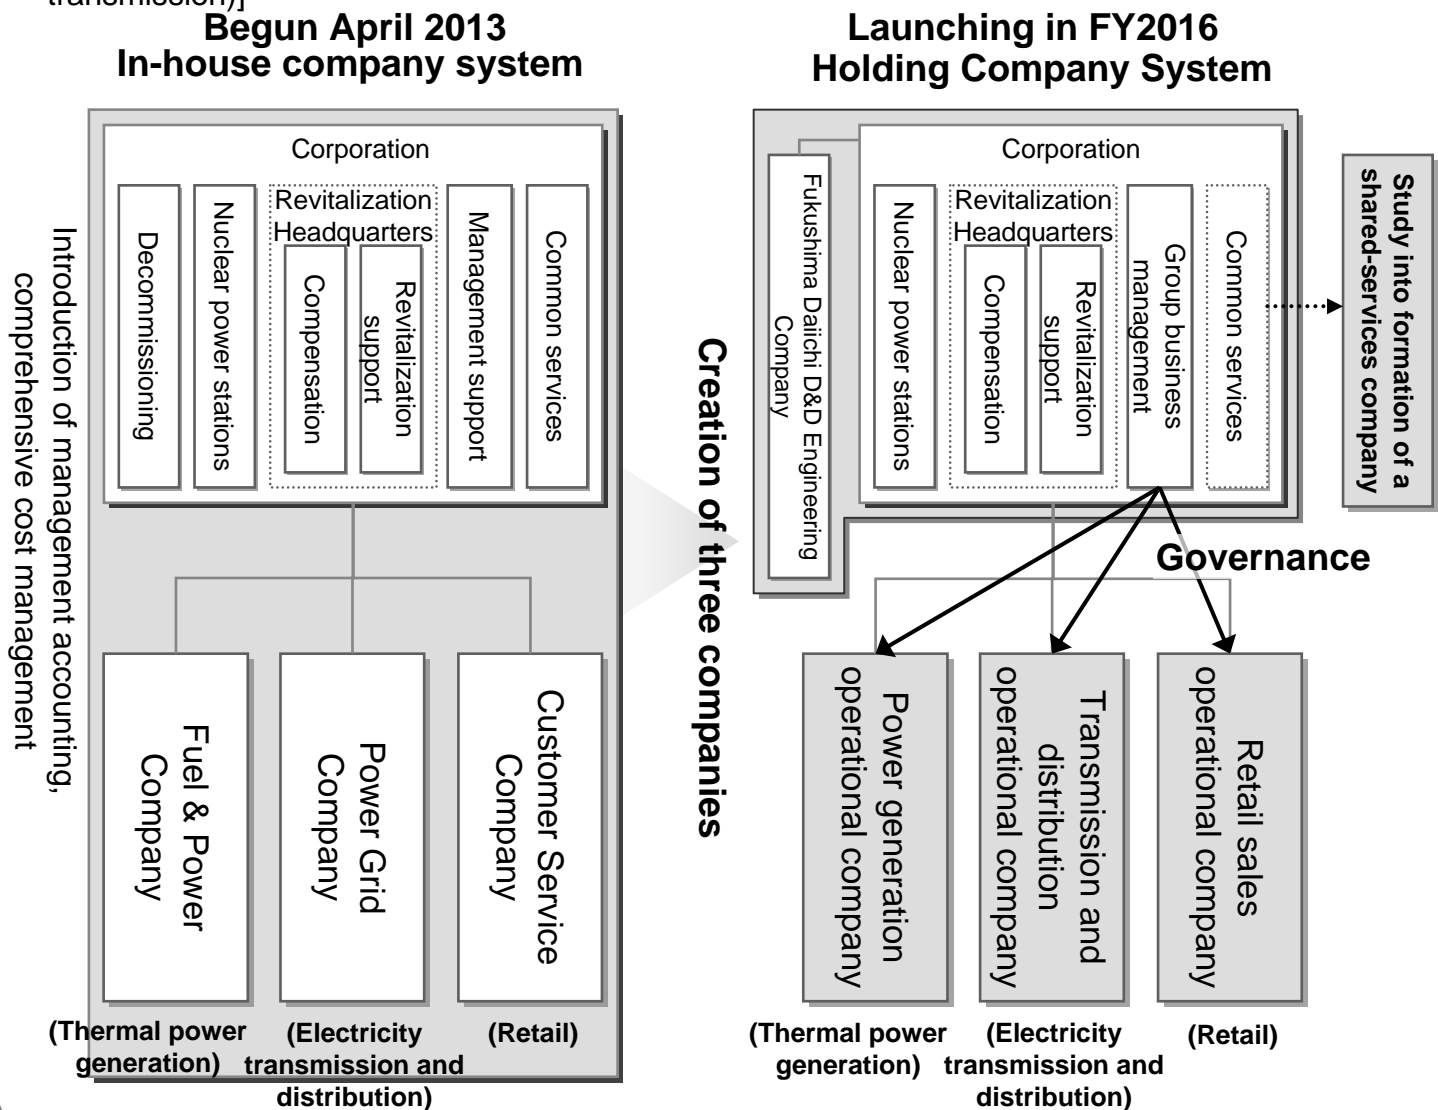 transmission)]
Begun April 2013
In-house company system
Introduction of management accounting,
comprehensive cost management
Corporation
Decommissioning
Nuclear power stations
Revitalization
Headquarters
Compensation
Revitalization
support
Management support
Common services
Fuel & Power
Company
Power Grid
Company
Customer Service
Company
(Thermal power
generation)
(Electricity
transmission and
distribution)
(Retail)
Creation of three companies
Launching in FY2016
Holding Company System
Fukushima Daiichi D&D Engineering
Company
Corporation
Nuclear power stations
Revitalization
Headquarters
Compensation
Revitalization
support
Group business
management
Common services
Study into formation of a
shared-services company
Governance
Power generation
operational company
Transmission and
distribution
operational company
Retail sales
operational company
(Thermal power
generation)
(Electricity
transmission and
distribution)
(Retail)